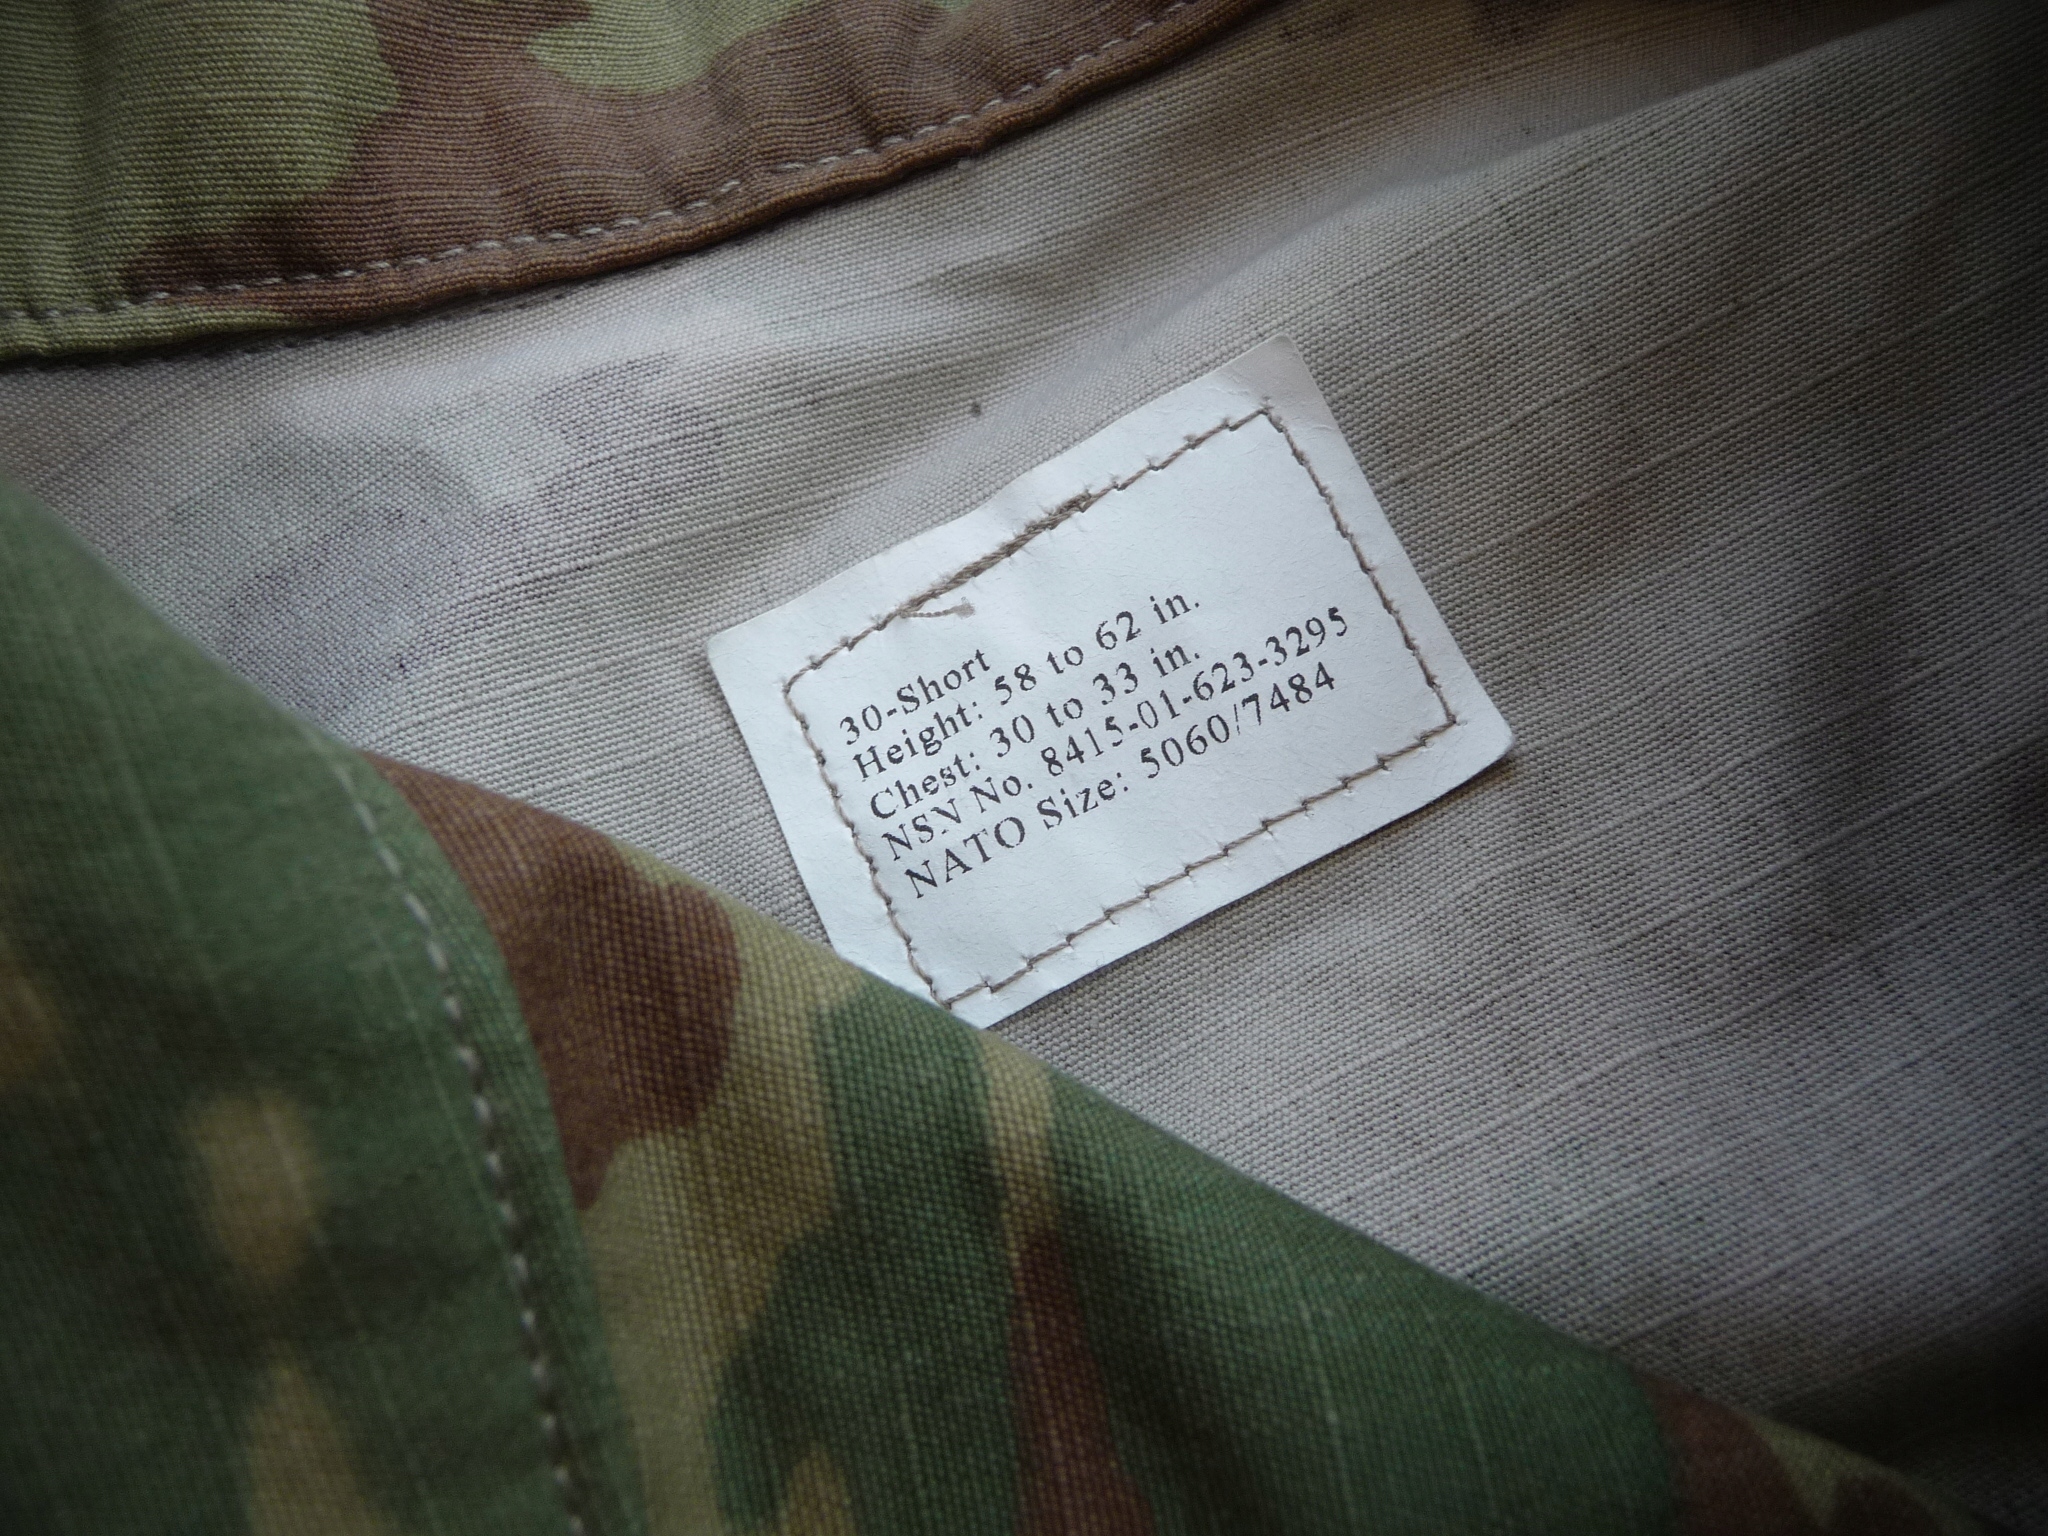 30-Short
Height: 58 to 62 in.
Chest: 30 to 33 in.
NSN No. 8415-01-623-3295
NATO Size: 5060/7484